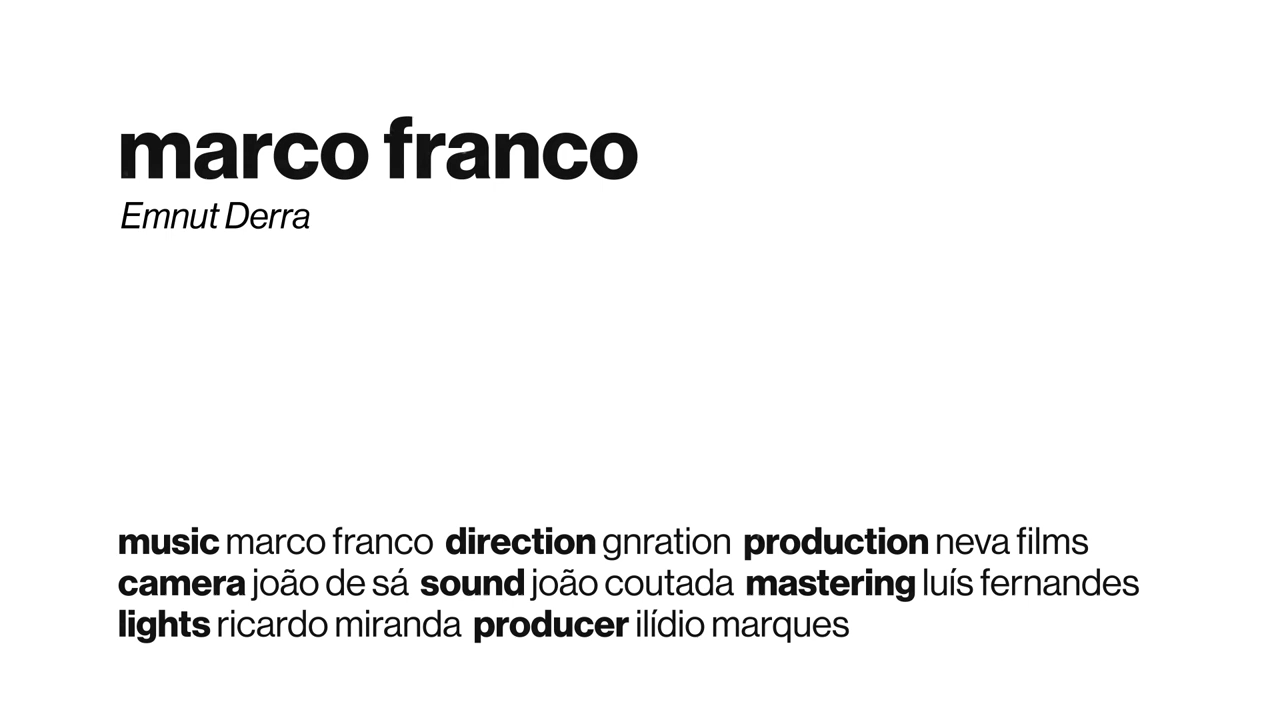 marco franco
Emnut Derra
music marco franco direction gnration production neva films
camera joão de sá sound joão coutada mastering luís fernandes
lights ricardo miranda producer ilídio marques